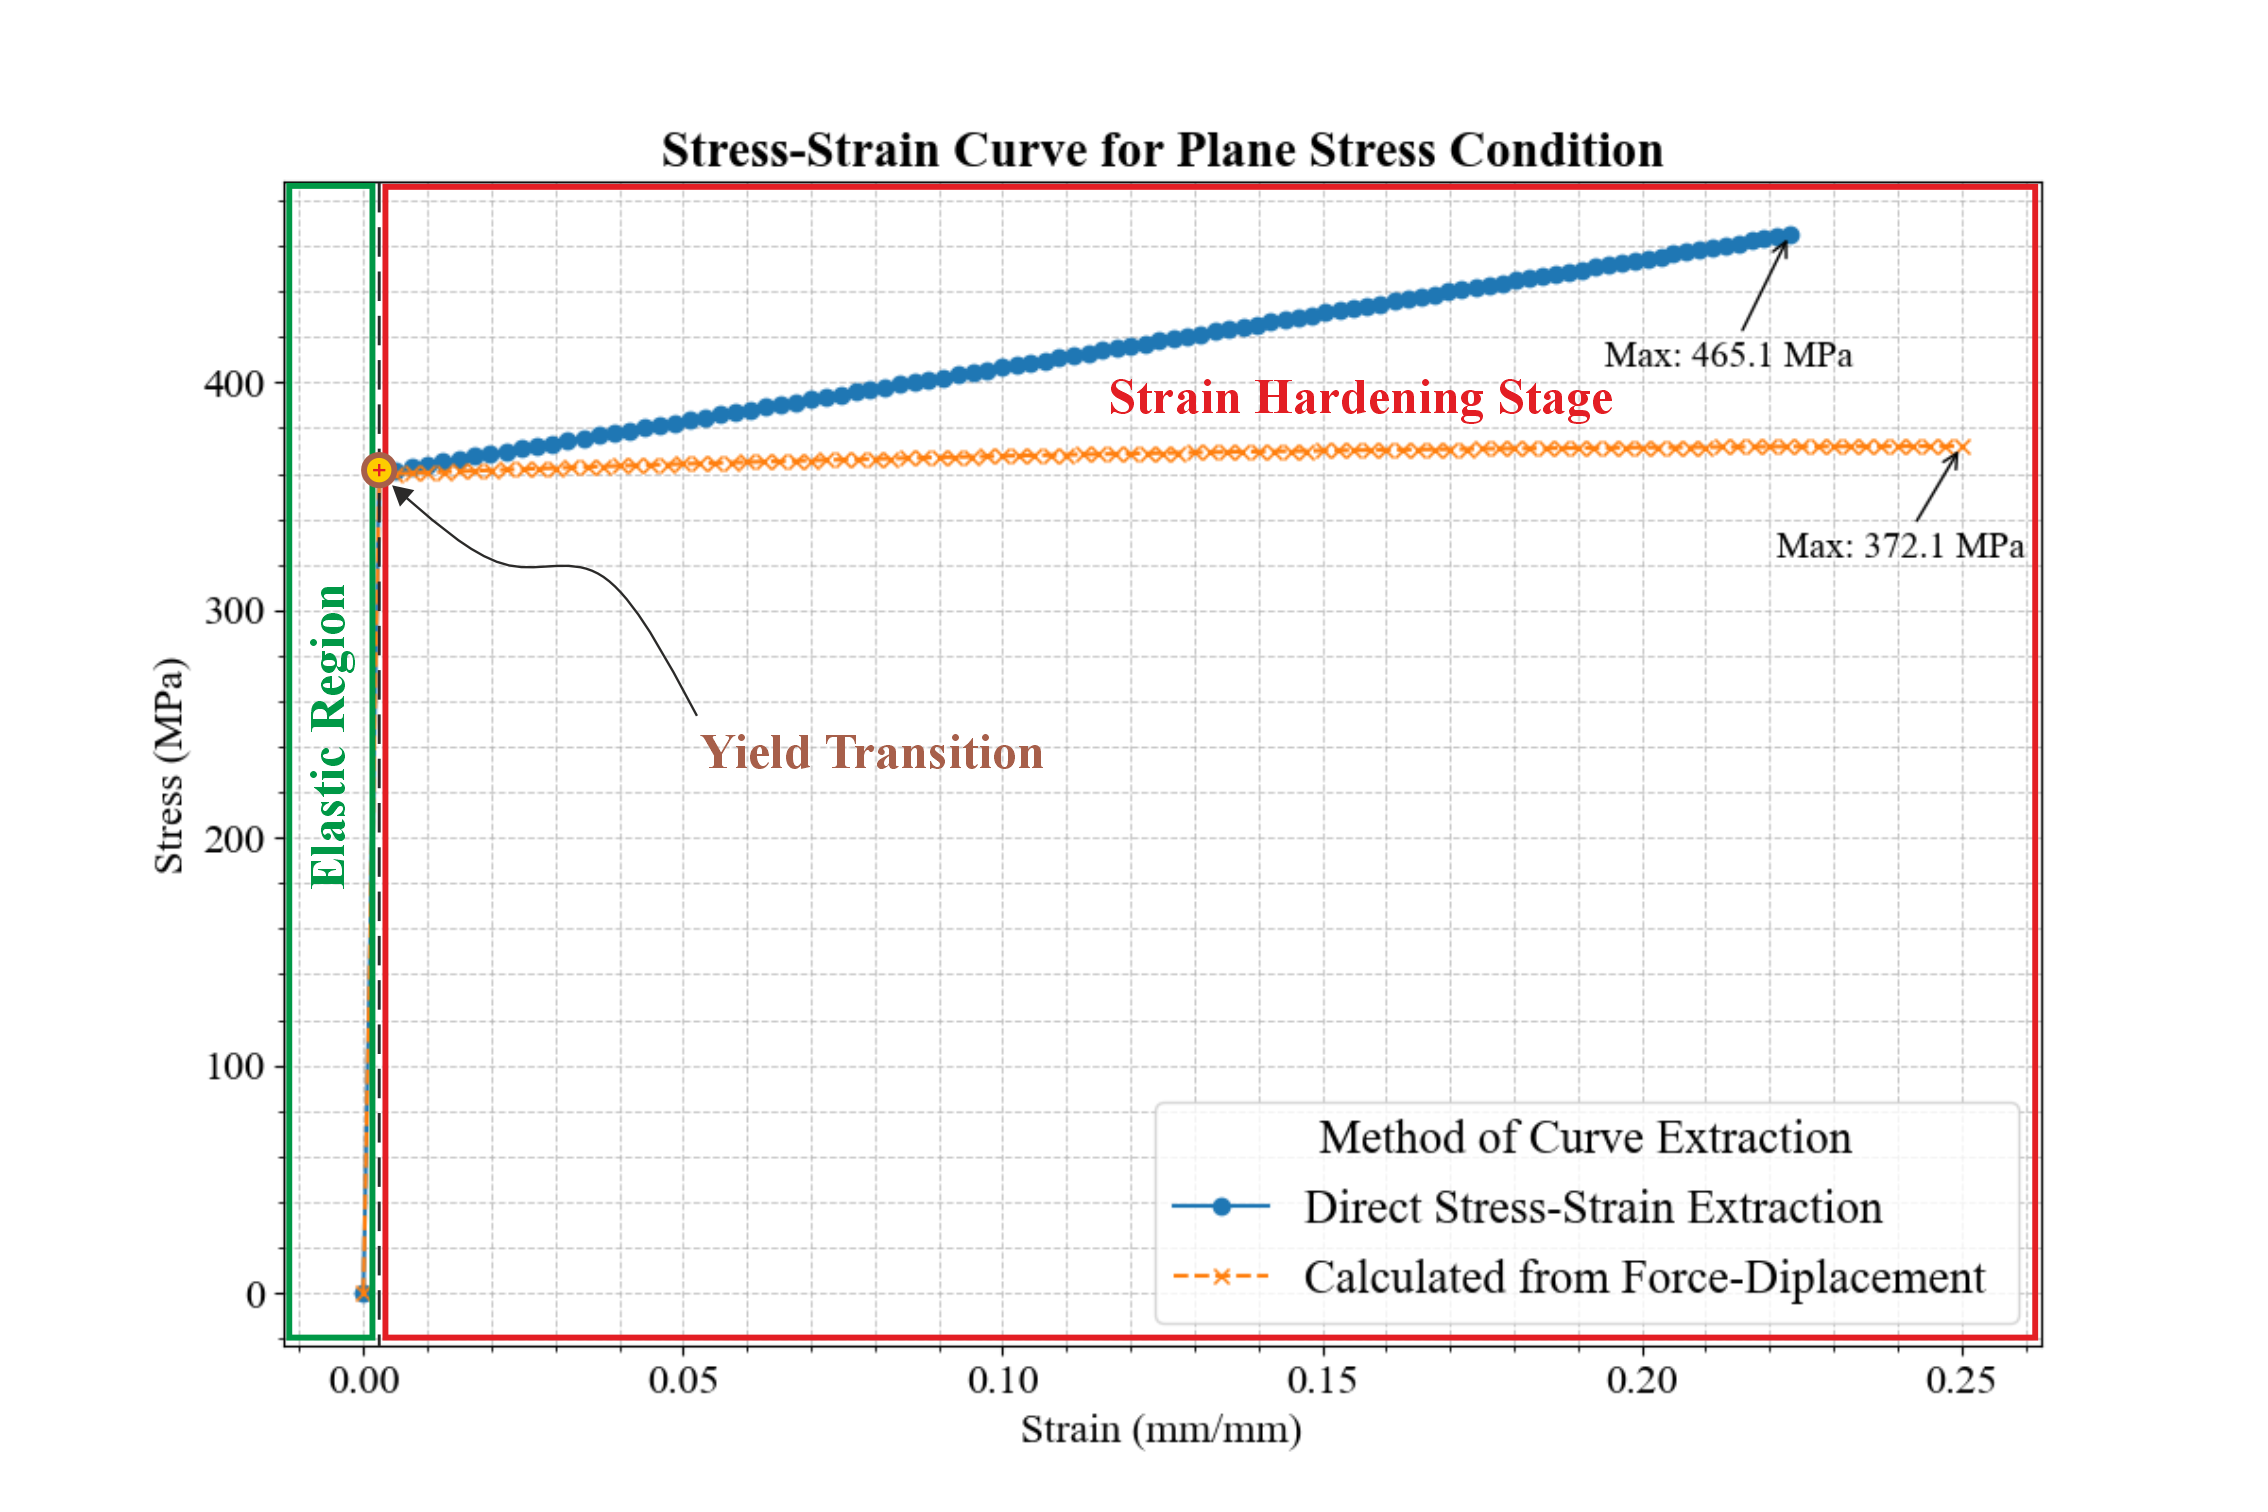 Stress-Strain Curve for Plane Stress Condition
Max: 465.1 MPa
Strain Hardening Stage
Max: 372.1 MPa
Elastic Region
Yield Transition
Stress (MPa)
400
300
200
100
0
Method of Curve Extraction
Direct Stress-Strain Extraction
Calculated from Force-Diplacement
0.00 0.05 0.10 0.15 0.20 0.25
Strain (mm/mm)